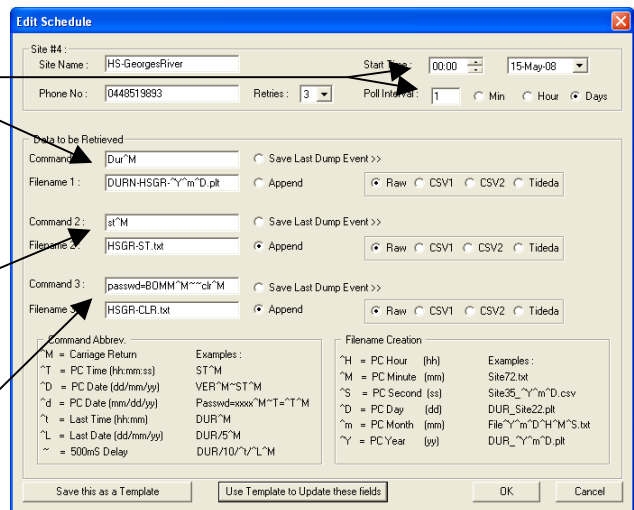 Edit Schedule
Site #4 :
Site Name : HS-GeorgesRiver Start Time : 00:00 15-May-08
Phone No : 0448519893 Retries : 3 Poll Interval : 1 Min Hour Days
Data to be Retrieved
Command Dur^M Save Last Dump Event >>
Filename 1 : DURN-HSGR-^Y^m^D.plt Append Raw CSV1 CSV2 Tideda
Command 2 : st^M Save Last Dump Event >>
Filename 2 : HSGR-ST.txt Append Raw CSV1 CSV2 Tideda
Command 3 : passwd=BOMM^M~~clr^M Save Last Dump Event >>
Filename 3 : HSGR-CLR.txt Append Raw CSV1 CSV2 Tideda
Command Abbrev. Filename Creation
^M = Carriage Return Examples : ^H = PC Hour (hh) Examples :
^T = PC Time (hh:mm:ss) ST^M ^M = PC Minute (mm) Site72.txt
^D = PC Date (dd/mm/yy) VER^M~ST^M ^S = PC Second (ss) Site35_^Y^m^D.csv
^d = PC Date (mm/dd/yy) Passwd=xxxx^M~T=^T^M ^D = PC Day (dd) DUR_Site22.plt
^t = Last Time (hh:mm) DUR^M ^m = PC Month (mm) File^Y^m^D^H^M^S.txt
^L = Last Date (dd/mm/yy) DUR/5^M ^Y = PC Year (yy) DUR_^Y^m^D.plt
~ = 500mS Delay DUR/10/^t/^L^M
Save this as a Template Use Template to Update these fields OK Cancel